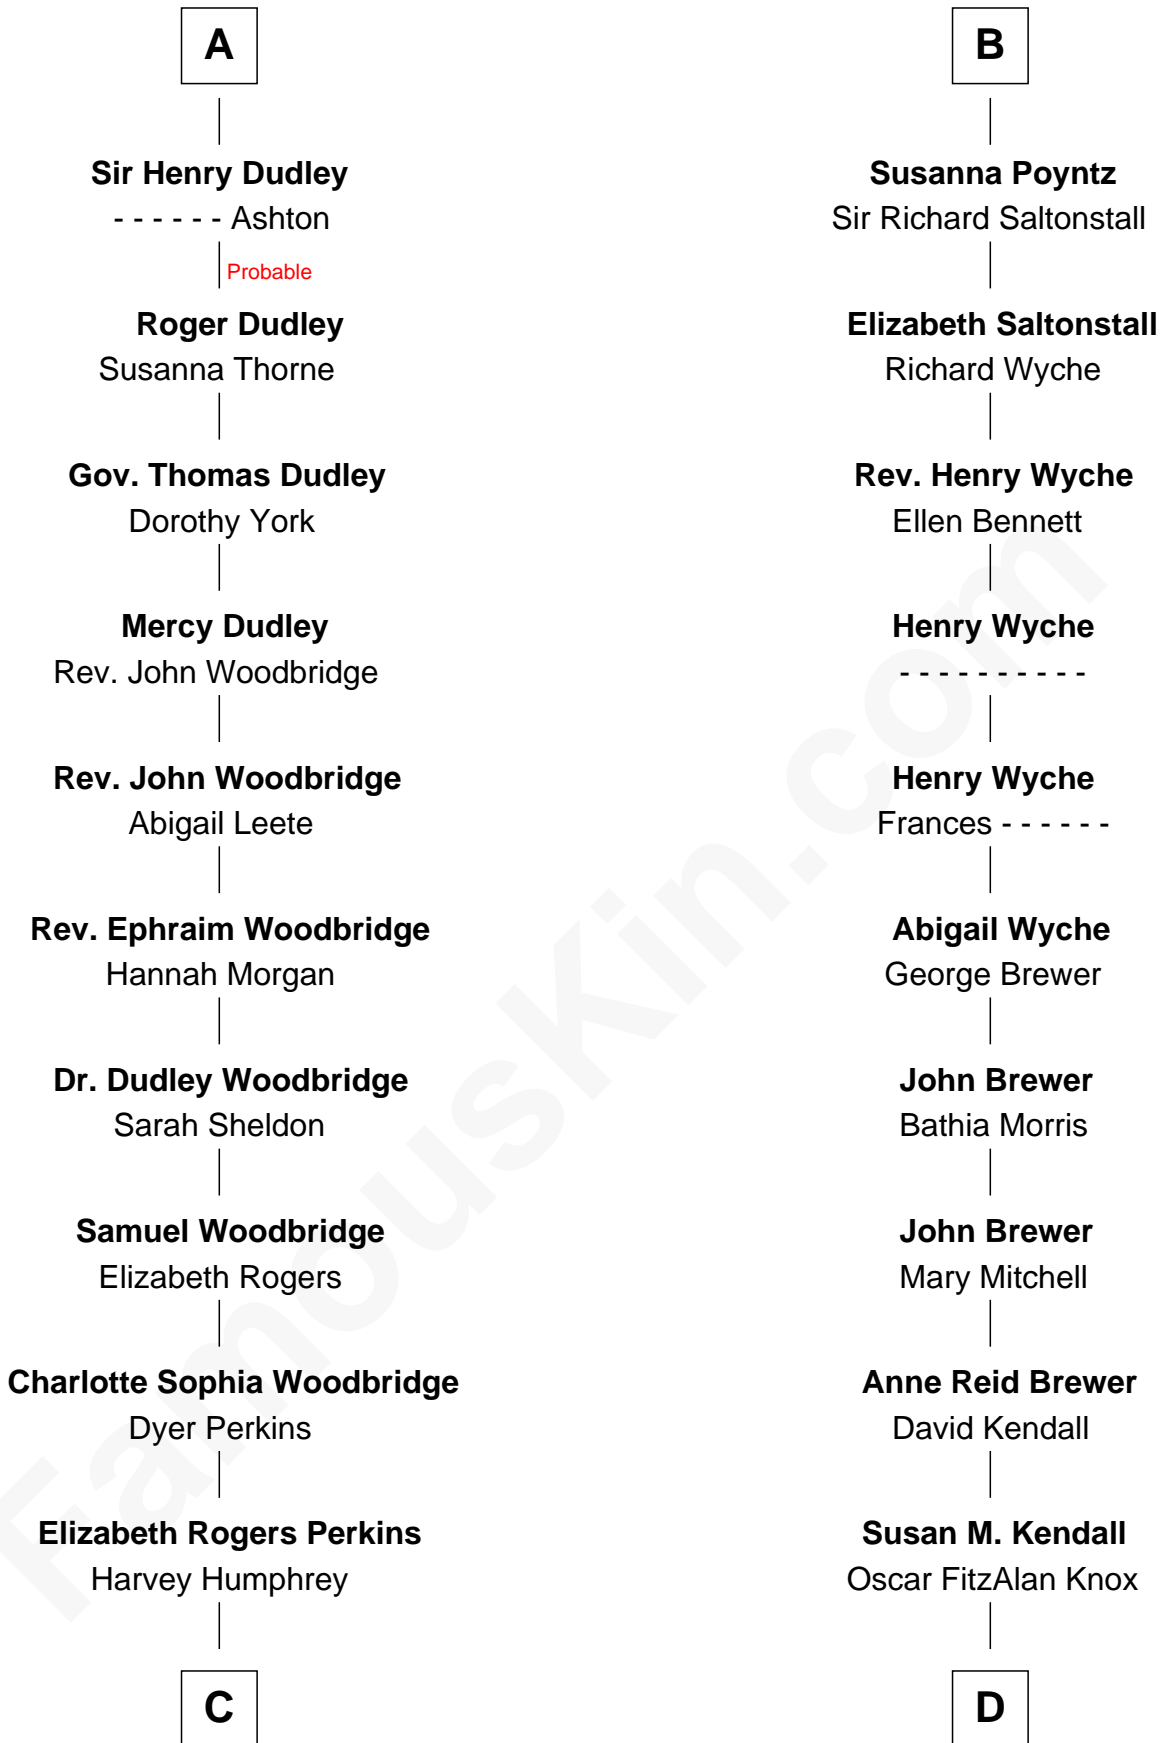 A
Sir Henry Dudley
- - - - - - Ashton
Probable
Roger Dudley
Susanna Thorne
Gov. Thomas Dudley
Dorothy York
Mercy Dudley
Rev. John Woodbridge
Rev. John Woodbridge
Abigail Leete
Rev. Ephraim Woodbridge
Hannah Morgan
Dr. Dudley Woodbridge
Sarah Sheldon
Samuel Woodbridge
Elizabeth Rogers
Charlotte Sophia Woodbridge
Dyer Perkins
Elizabeth Rogers Perkins
Harvey Humphrey
C
B
Susanna Poyntz
Sir Richard Saltonstall
Elizabeth Saltonstall
Richard Wyche
Rev. Henry Wyche
Ellen Bennett
Henry Wyche
- - - - - - - - - -
Henry Wyche
Frances - - - - - -
Abigail Wyche
George Brewer
John Brewer
Bathia Morris
John Brewer
Mary Mitchell
Anne Reid Brewer
David Kendall
Susan M. Kendall
Oscar FitzAlan Knox
D
FamousKin.com